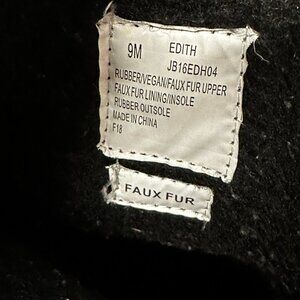 9M EDITH
JB16EDH04
RUBBER/VEGAN/FAUX FUR UPPER
FAUX FUR LINING/INSOLE
RUBBER OUTSOLE
MADE IN CHINA
F18
FAUX FUR